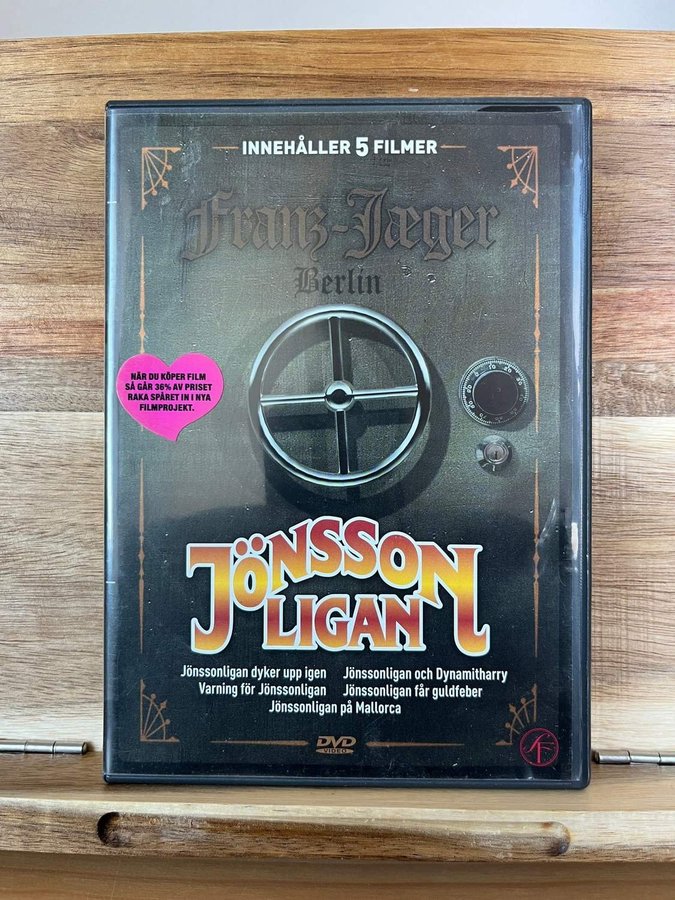 INNEHÅLLER 5 FILMER
Franz-Jæger
Berlin
NÄR DU KÖPER FILM
SÅ GÅR 36% AV PRISET
RAKA SPÅRET IN I NYA
FILMPROJEKT.
JÖNSSON
LIGAN
Jönssonligan dyker upp igen Jönssonligan och Dynamitharry
Varning för Jönssonligan Jönssonligan får guldfeber
Jönssonligan på Mallorca
DVD
VIDEO
SF